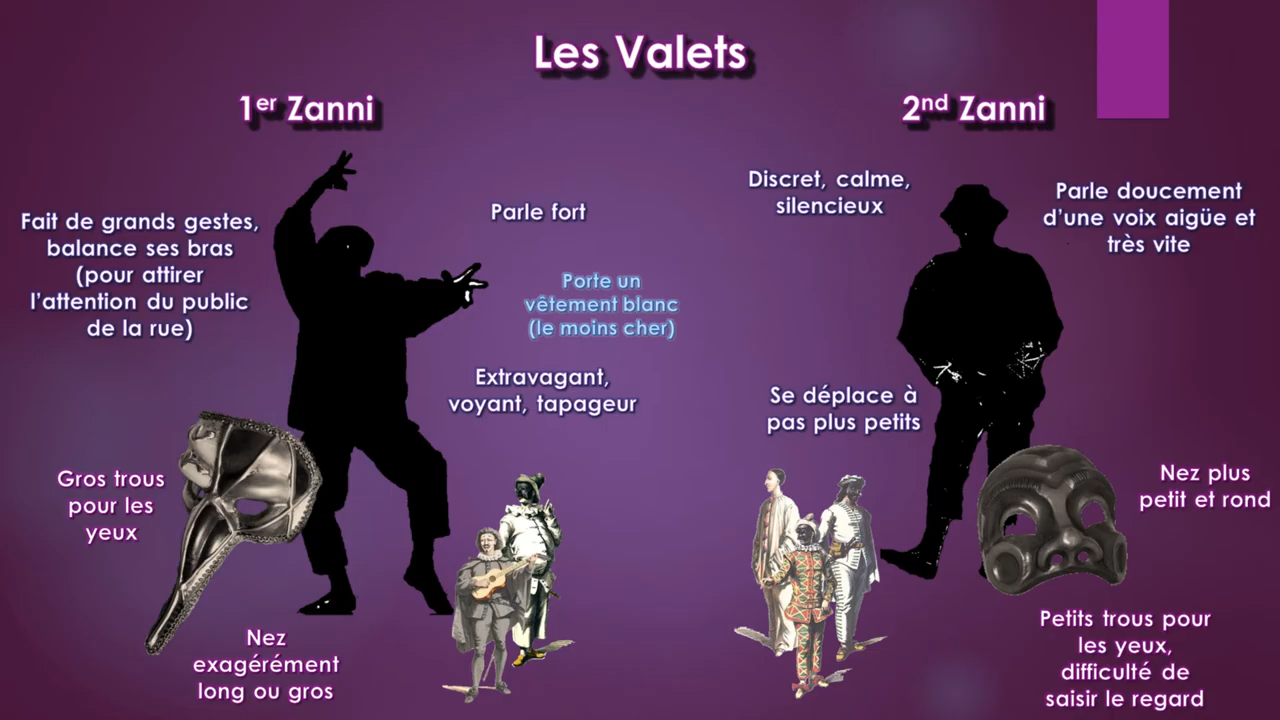 Les Valets
1er Zanni
Fait de grands gestes,
balance ses bras
(pour attirer
l'attention du public
de la rue)
Parle fort
Porte un
vêtement blanc
(le moins cher)
Extravagant,
voyant, tapageur
Gros trous
pour les
yeux
Nez
exagérément
long ou gros
2nd Zanni
Discret, calme,
silencieux
Parle doucement
d'une voix aigüe et
très vite
Se déplace à
pas plus petits
Nez plus
petit et rond
Petits trous pour
les yeux,
difficulté de
saisir le regard